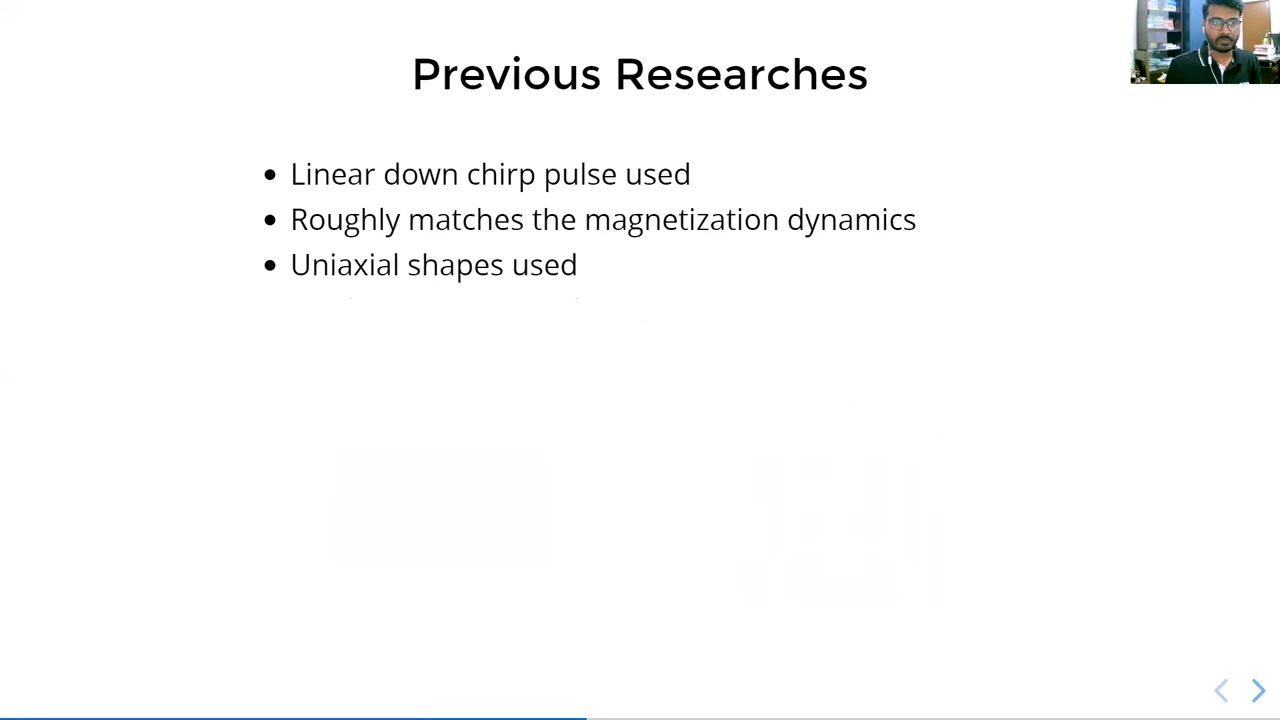 Previous Researches
Linear down chirp pulse used
Roughly matches the magnetization dynamics
Uniaxial shapes used